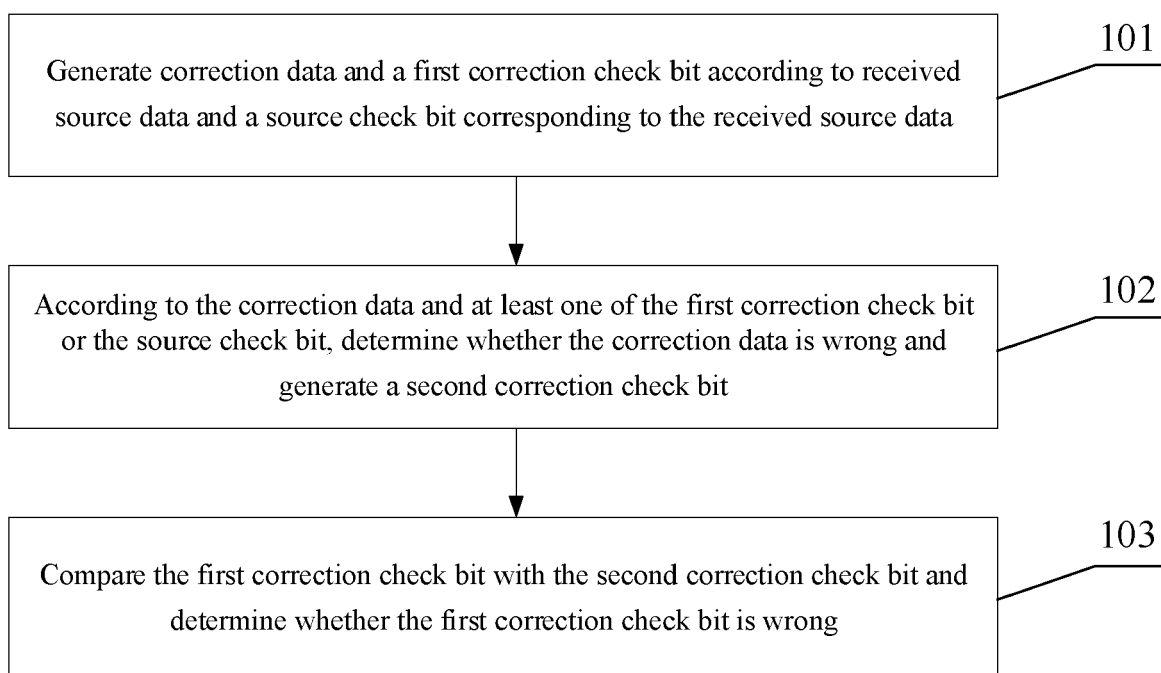 101
Generate correction data and a first correction check bit according to received
source data and a source check bit corresponding to the received source data
102
According to the correction data and at least one of the first correction check bit
or the source check bit, determine whether the correction data is wrong and
generate a second correction check bit
103
Compare the first correction check bit with the second correction check bit and
determine whether the first correction check bit is wrong